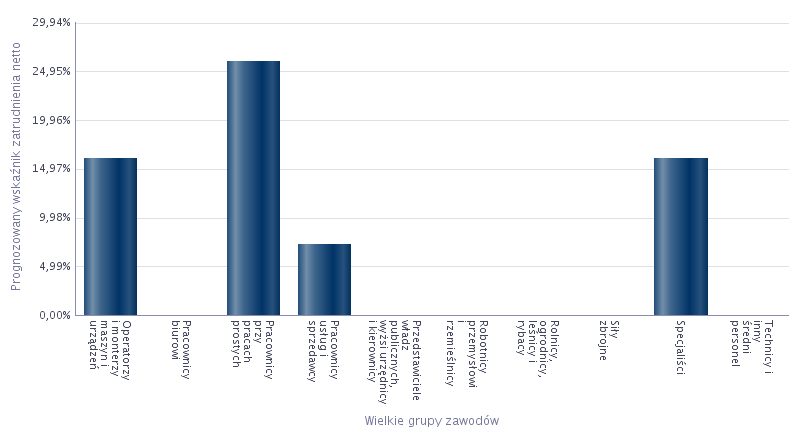 29,94%
24,95%
19,96%
14,97%
9,98%
4,99%
0,00%
Prognozowany wskaźnik zatrudnienia netto
Operatorzy
i monterzy
maszyn i
urządzeń
Pracownicy
biurowi
Pracownicy
przy
pracach
prostych
Pracownicy
usług i
sprzedawcy
Przedstawiciele
władz
publicznych,
wyżsi urzędnicy
i kierownicy
Robotnicy
przemysłowi
i
rzemieślnicy
Rolnicy,
ogrodnicy,
leśnicy i
rybacy
Siły
zbrojne
Specjaliści
Technicy i
inny
średni
personel
Wielkie grupy zawodów